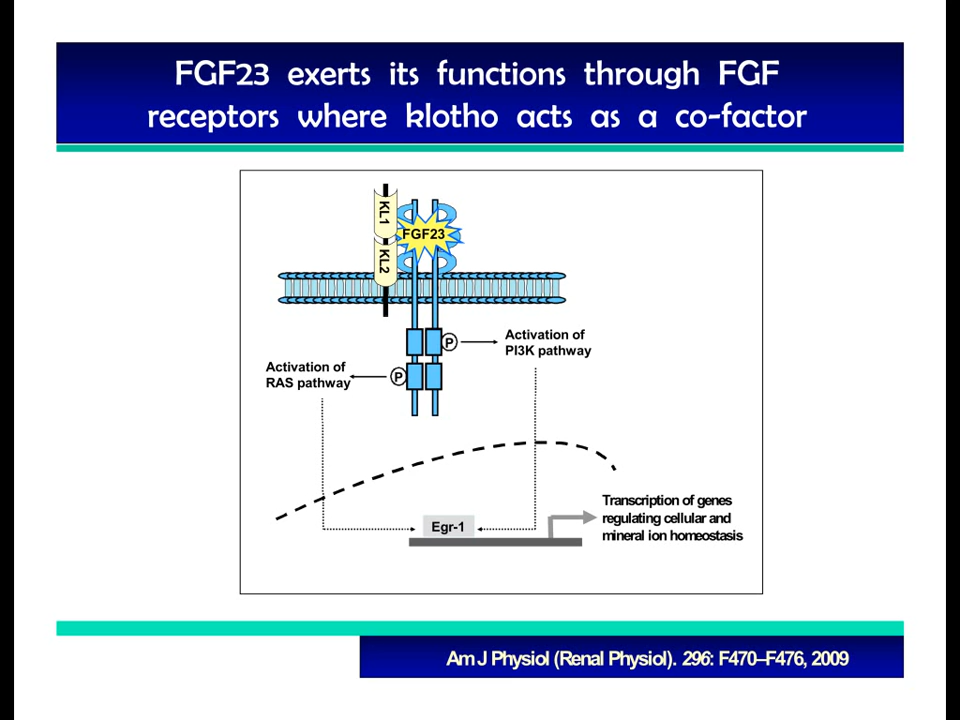 FGF23 exerts its functions through FGF
receptors where klotho acts as a co-factor
KL1
FGF23
KL2
P
Activation of
PI3K pathway
Activation of
RAS pathway
P
Transcription of genes
regulating cellular and
mineral ion homeostasis
Egr-1
Am J Physiol (Renal Physiol). 296: F470–F476, 2009